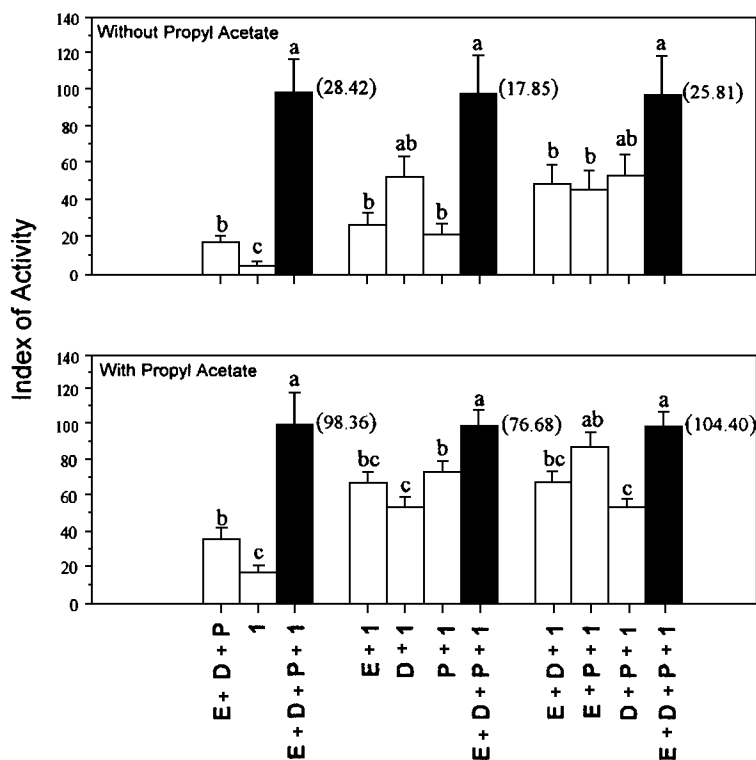 Index of Activity
Without Propyl Acetate
140
120
100
80
60
40
20
0
b
c
a
(28.42)
b
ab
b
a
(17.85)
b
b
ab
a
(25.81)
With Propyl Acetate
140
120
100
80
60
40
20
0
b
c
a
(98.36)
bc
c
b
a
(76.68)
bc
ab
c
a
(104.40)
E + D + P
1
E + D + P + 1
E + 1
D + 1
P + 1
E + D + P + 1
E + D + 1
E + P + 1
D + P + 1
E + D + P + 1